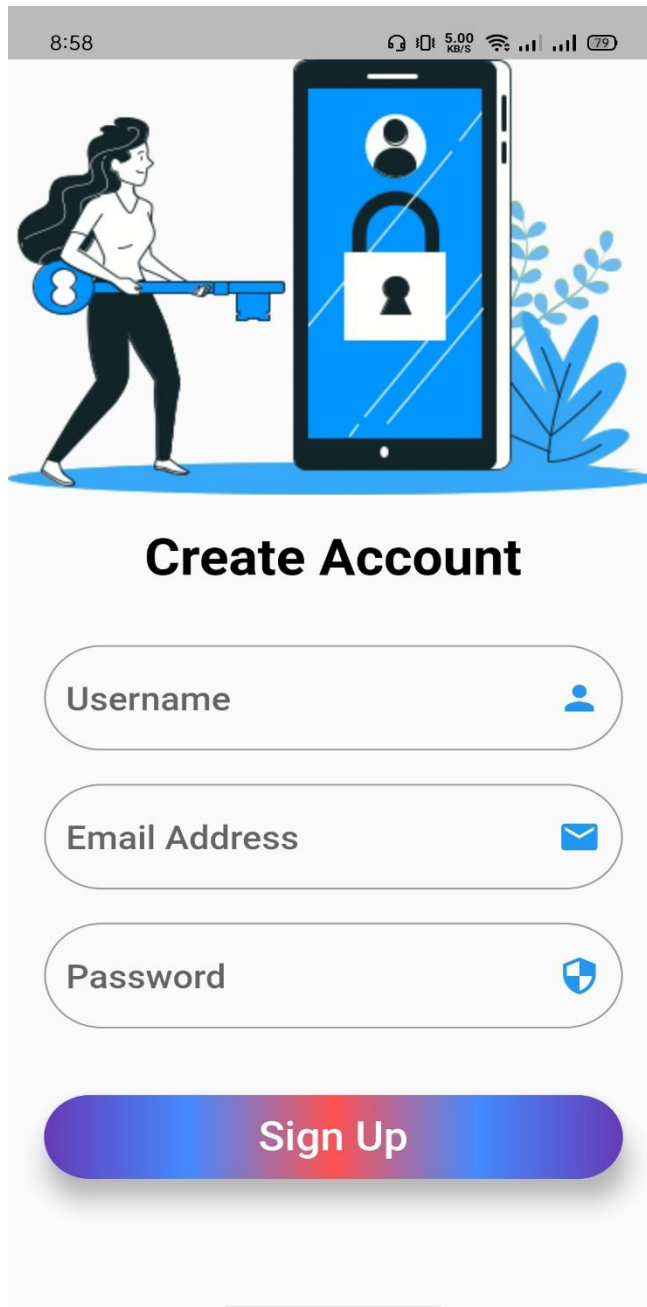 8:58
5.00
KB/S
79
Create Account
Username
Email Address
Password
Sign Up